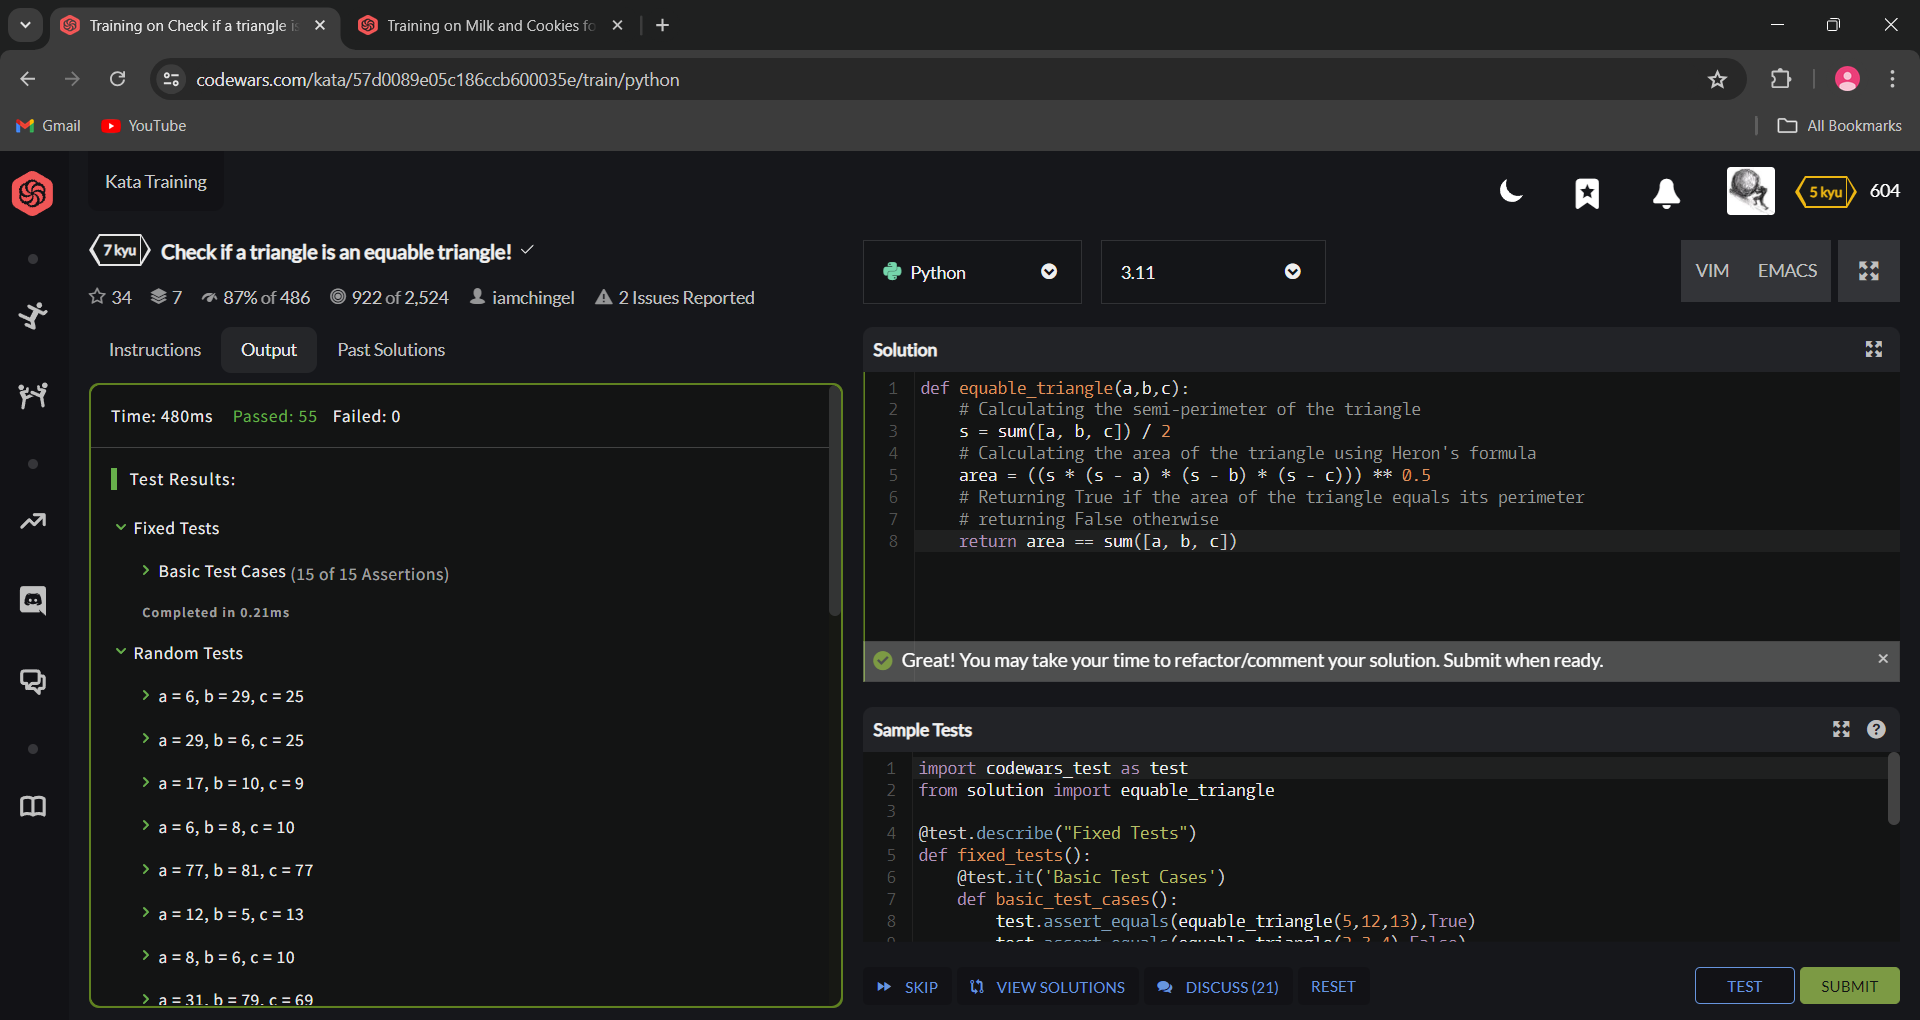 Training on Check if a triangle is
Training on Milk and Cookies fo
codewars.com/kata/57d0089e05c186ccb600035e/train/python
Gmail
YouTube
All Bookmarks
Kata Training
5 kyu
604
7 kyu
Check if a triangle is an equable triangle!
34
7
87% of 486
922 of 2,524
iamchingel
2 Issues Reported
Python
3.11
VIM
EMACS
Instructions
Output
Past Solutions
Time: 480ms Passed: 55 Failed: 0
Test Results:
Fixed Tests
Basic Test Cases (15 of 15 Assertions)
Completed in 0.21ms
Random Tests
a = 6, b = 29, c = 25
a = 29, b = 6, c = 25
a = 17, b = 10, c = 9
a = 6, b = 8, c = 10
a = 77, b = 81, c = 77
a = 12, b = 5, c = 13
a = 8, b = 6, c = 10
a = 31, b = 79, c = 69
Solution
1 def equable_triangle(a,b,c):
2 # Calculating the semi-perimeter of the triangle
3 s = sum([a, b, c]) / 2
4 # Calculating the area of the triangle using Heron's formula
5 area = ((s * (s - a) * (s - b) * (s - c))) ** 0.5
6 # Returning True if the area of the triangle equals its perimeter
7 # returning False otherwise
8 return area == sum([a, b, c])
Great! You may take your time to refactor/comment your solution. Submit when ready.
Sample Tests
1 import codewars_test as test
2 from solution import equable_triangle
3
4 @test.describe("Fixed Tests")
5 def fixed_tests():
6 @test.it('Basic Test Cases')
7 def basic_test_cases():
8 test.assert_equals(equable_triangle(5,12,13),True)
9 test.assert_equals(equable_triangle(2,3,4),False)
SKIP
VIEW SOLUTIONS
DISCUSS (21)
RESET
TEST
SUBMIT